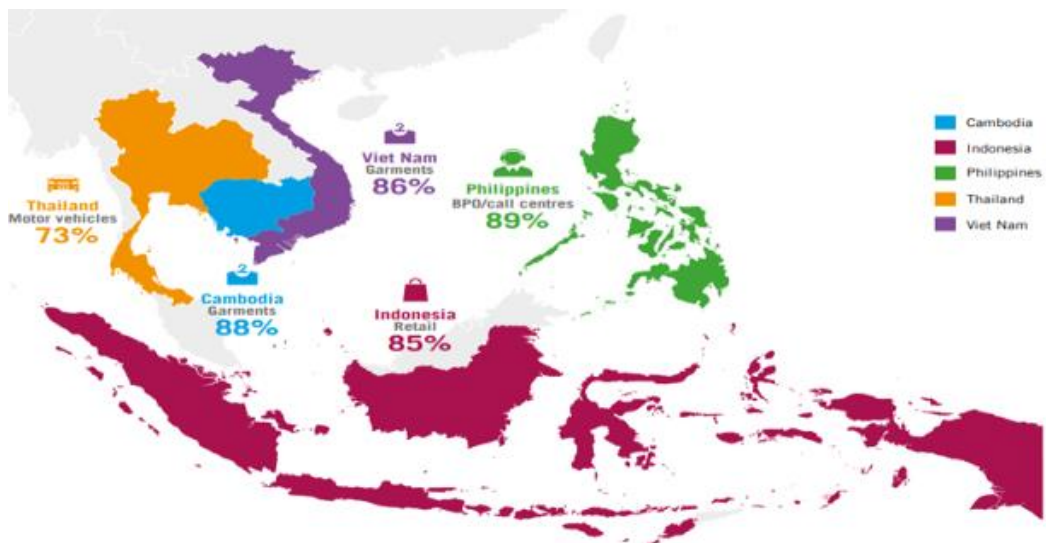 Viet Nam
Garments
86%
Philippines
BPO/call centres
89%
Thailand
Motor vehicles
73%
Cambodia
Garments
88%
Indonesia
Retail
85%
Cambodia
Indonesia
Philippines
Thailand
Viet Nam